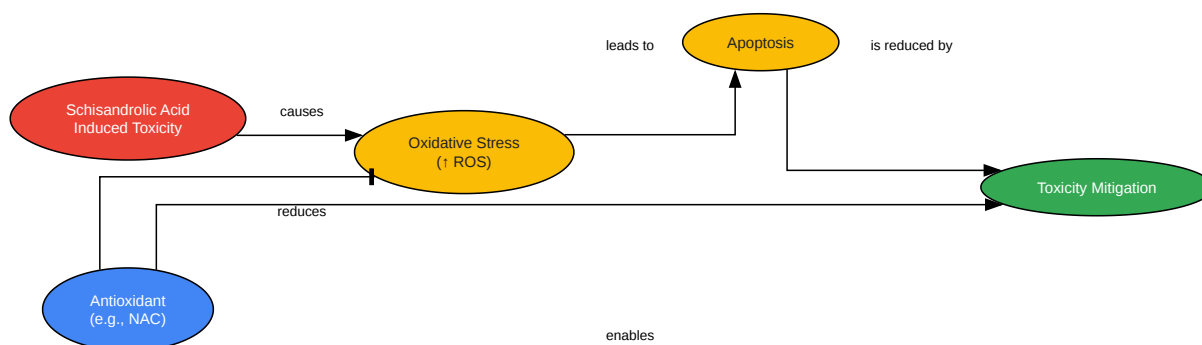 leads to
Apoptosis
is reduced by
Schisandrolic Acid
Induced Toxicity
causes
Oxidative Stress
(↑ ROS)
Toxicity Mitigation
reduces
Antioxidant
(e.g., NAC)
enables